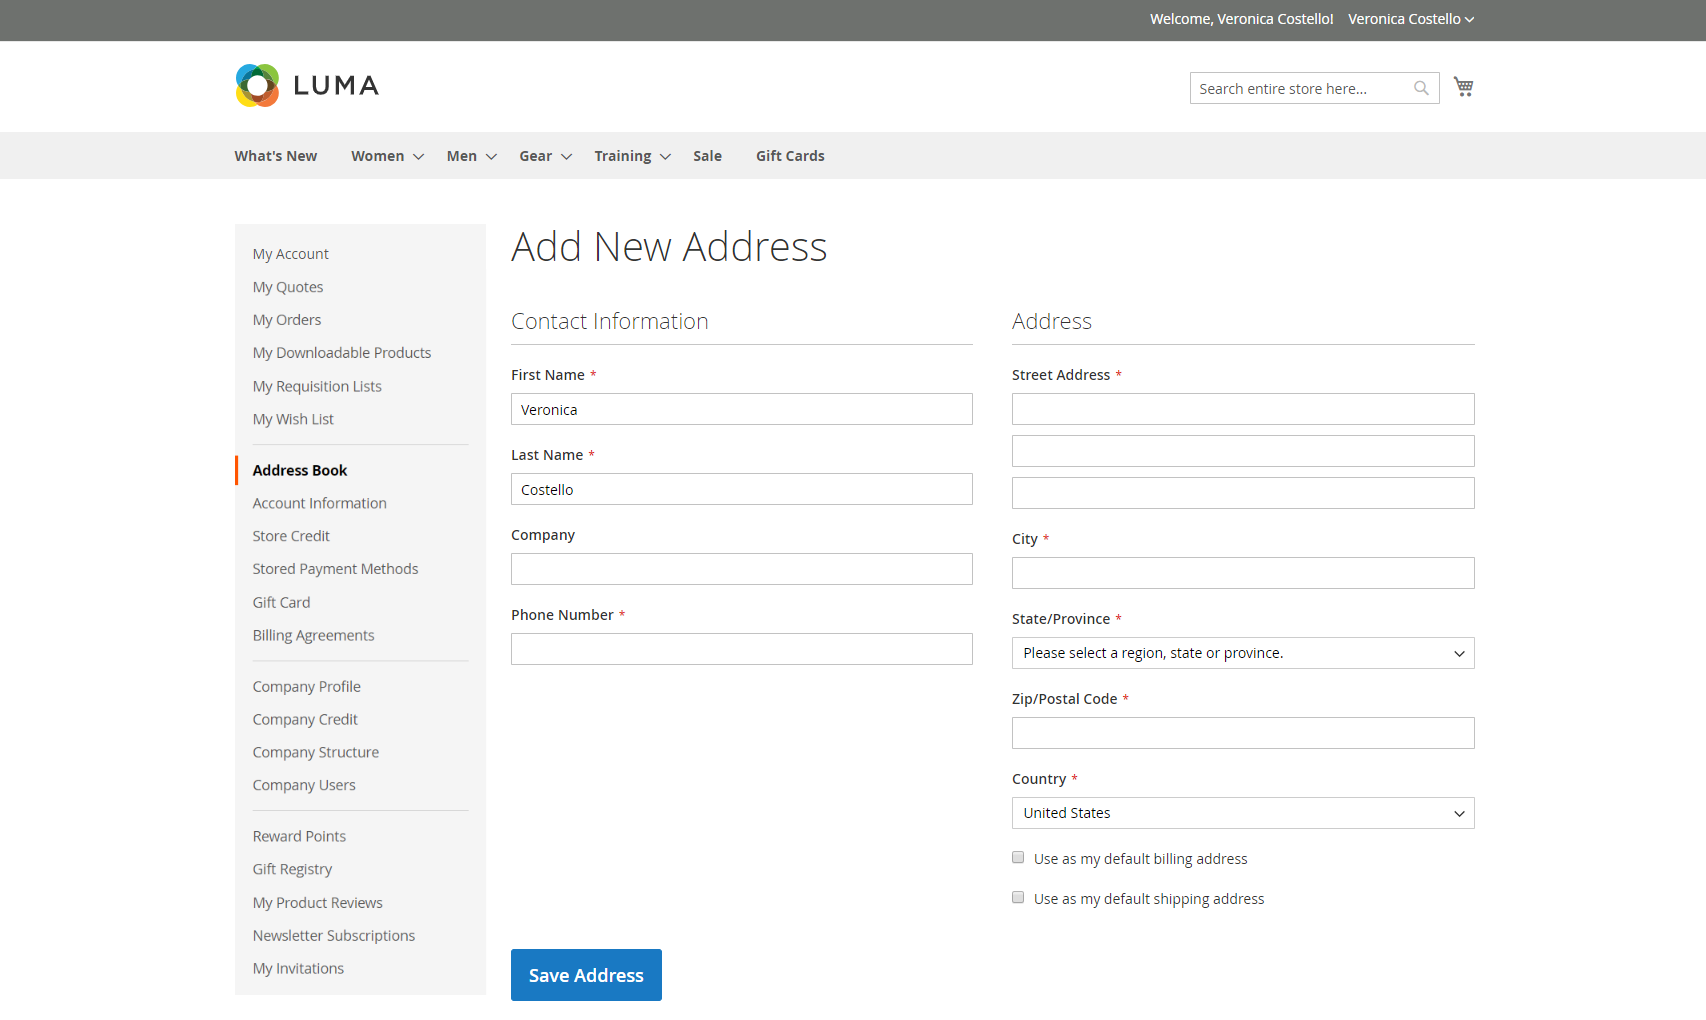 Welcome, Veronica Costello! Veronica Costello
LUMA
Search entire store here...
What's New Women Men Gear Training Sale Gift Cards
My Account
My Quotes
My Orders
My Downloadable Products
My Requisition Lists
My Wish List
Address Book
Account Information
Store Credit
Stored Payment Methods
Gift Card
Billing Agreements
Company Profile
Company Credit
Company Structure
Company Users
Reward Points
Gift Registry
My Product Reviews
Newsletter Subscriptions
My Invitations
Add New Address
Contact Information
First Name *
Veronica
Last Name *
Costello
Company
Phone Number *
Address
Street Address *
City *
State/Province *
Please select a region, state or province.
Zip/Postal Code *
Country *
United States
Use as my default billing address
Use as my default shipping address
Save Address